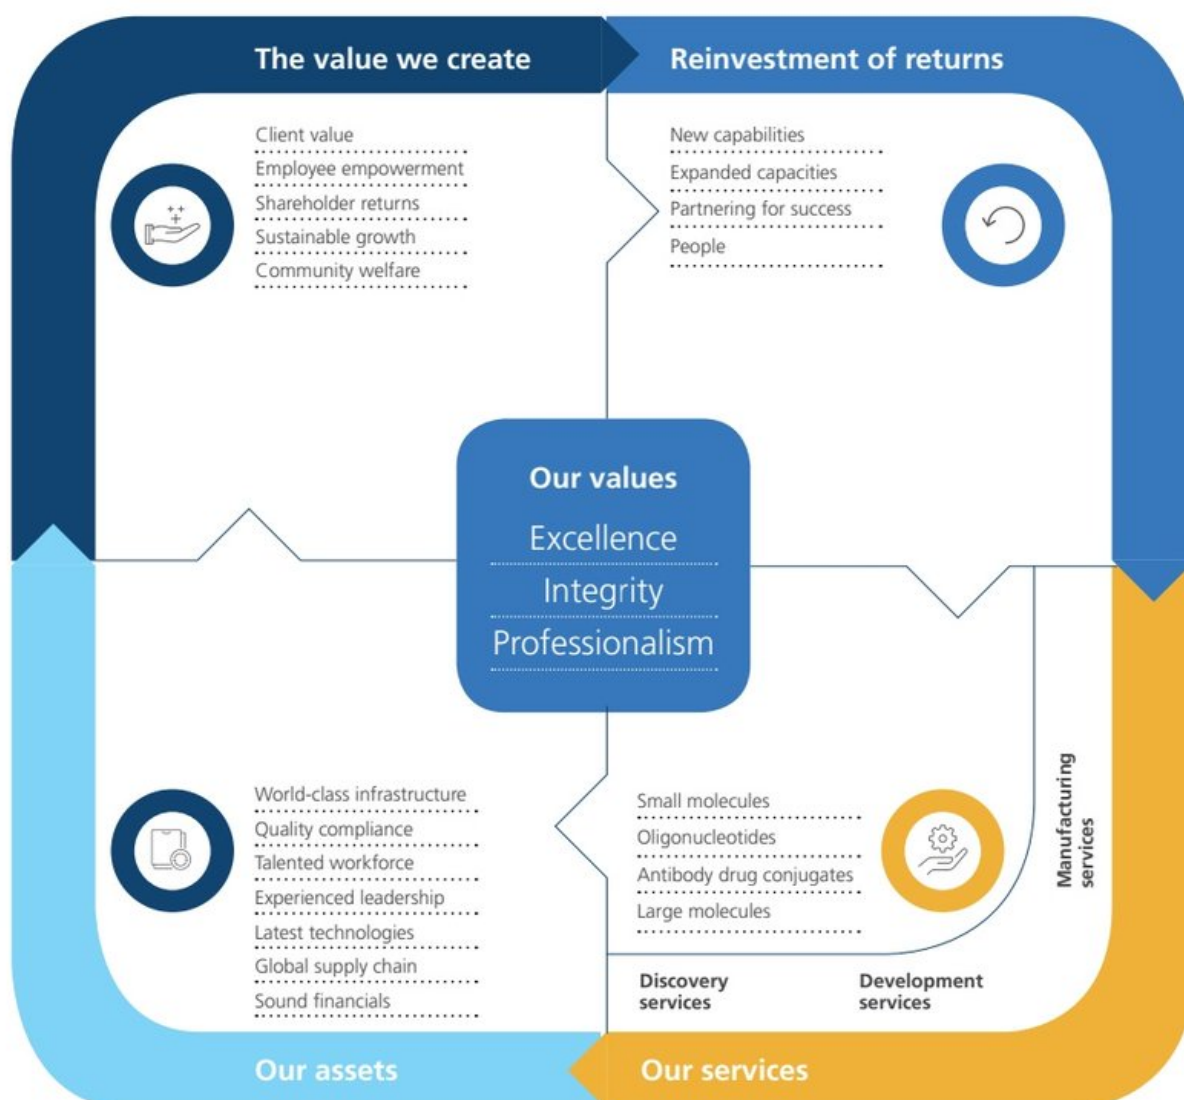 The value we create
Client value
Employee empowerment
Shareholder returns
Sustainable growth
Community welfare
Reinvestment of returns
New capabilities
Expanded capacities
Partnering for success
People
Our values
Excellence
Integrity
Professionalism
World-class infrastructure
Quality compliance
Talented workforce
Experienced leadership
Latest technologies
Global supply chain
Sound financials
Our assets
Small molecules
Oligonucleotides
Antibody drug conjugates
Large molecules
Discovery
services
Development
services
Manufacturing
services
Our services